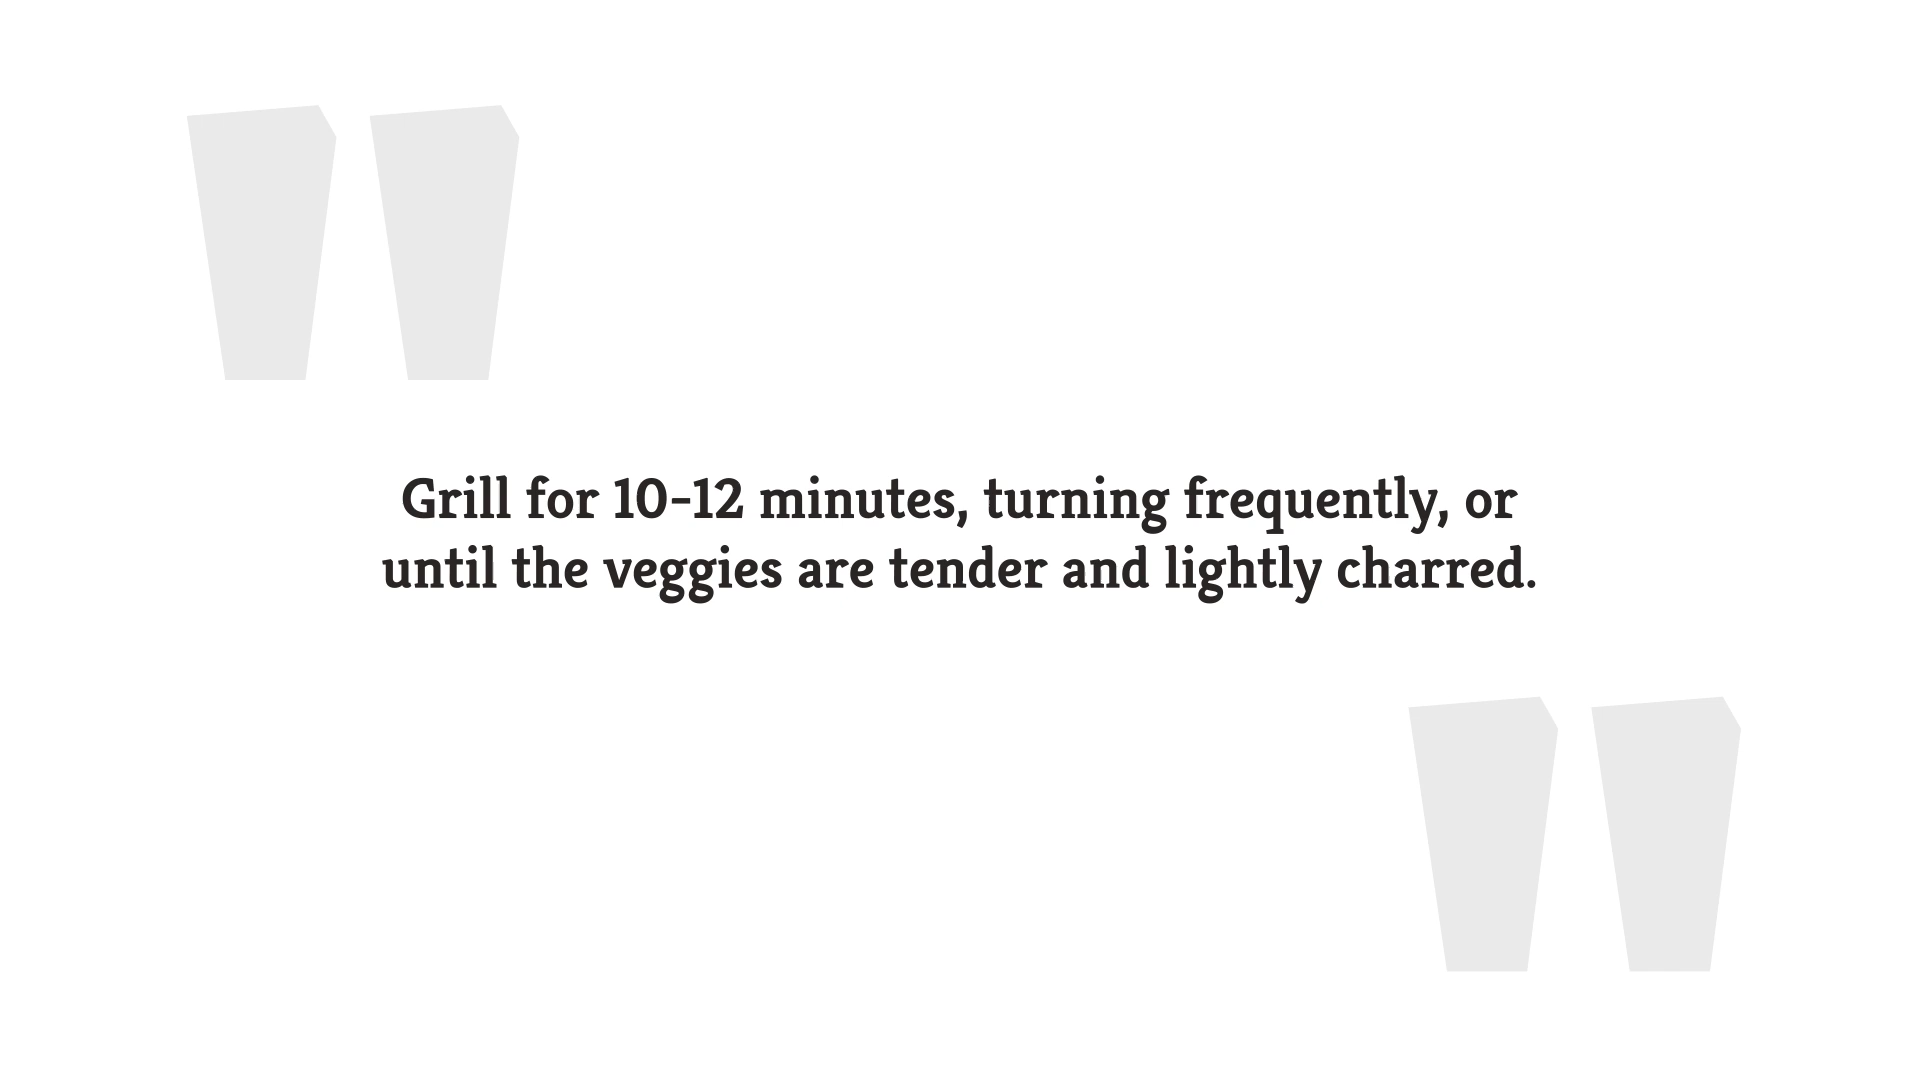 Grill for 10-12 minutes, turning frequently, or
until the veggies are tender and lightly charred.